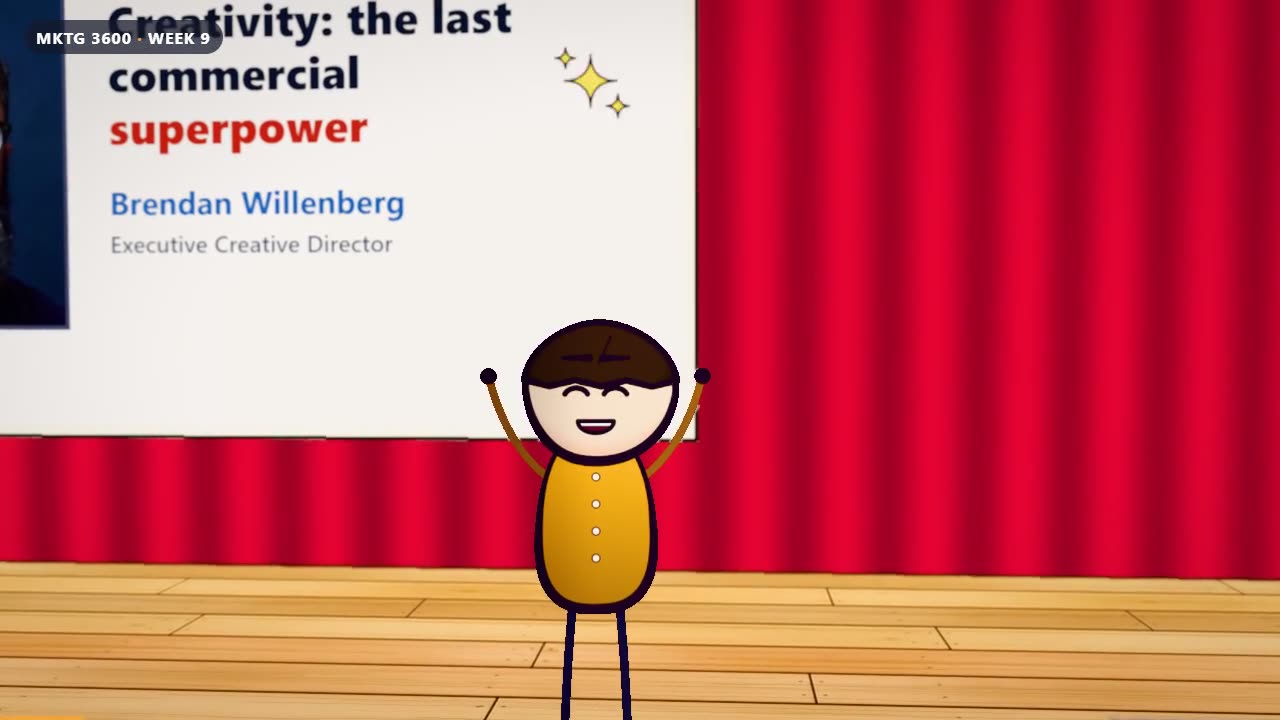 MKTG 3600 · WEEK 9
Creativity: the last
commercial
superpower
Brendan Willenberg
Executive Creative Director